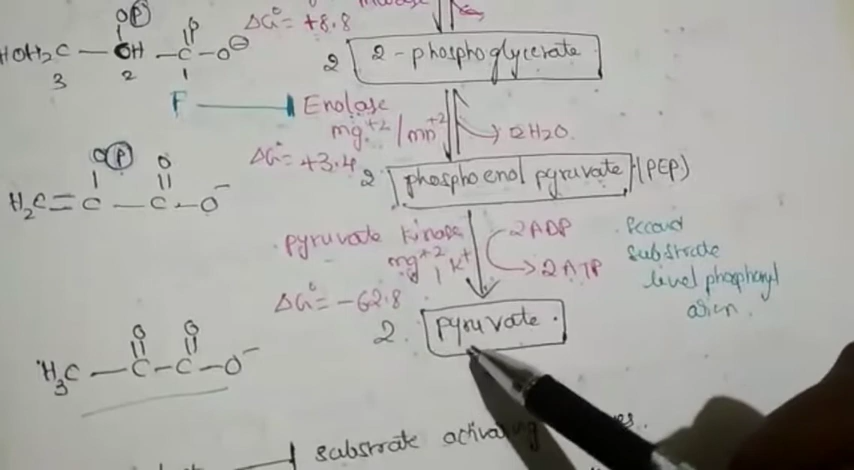 O(P)
ΔG°= +8.8
HOH₂C — OH — C — O⊖
3 2 1
2 2-phosphoglycerate
F Enolase
mg⁺²/mn⁺² 2H₂O.
ΔG°= +3.4
O(P) O
H₂C = C — C — O⁻
2 phosphoenol pyruvate (PEP)
pyruvate kinase 2ADP
mg⁺², K⁺ 2ATP
substrate
level phosphoryl
ΔG°= -62.8
2. pyruvate.
O O
H₃C — C — C — O⁻
substrate